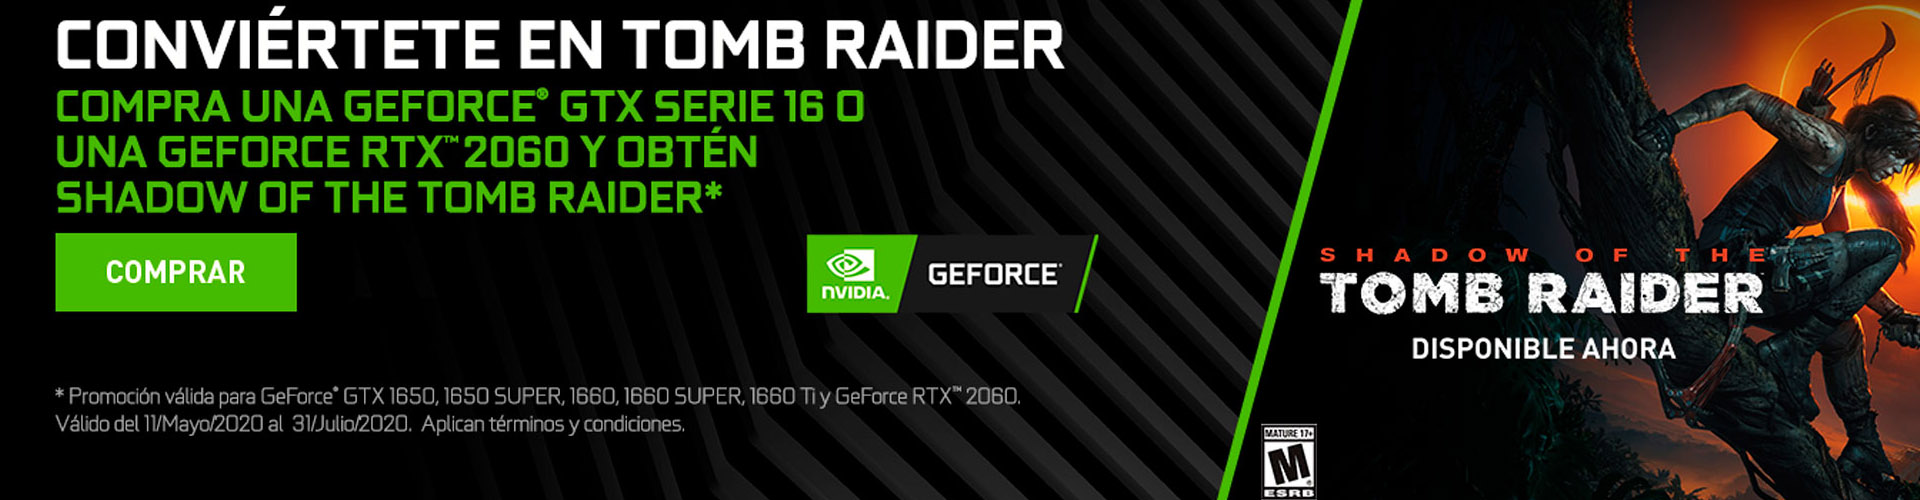 CONVIÉRTETE EN TOMB RAIDER
COMPRA UNA GEFORCE® GTX SERIE 16 O
UNA GEFORCE RTX™ 2060 Y OBTÉN
SHADOW OF THE TOMB RAIDER*
COMPRAR
NVIDIA.
GEFORCE®
* Promoción válida para GeForce® GTX 1650, 1650 SUPER, 1660, 1660 SUPER, 1660 Ti y GeForce RTX™ 2060.
Válido del 11/Mayo/2020 al 31/Julio/2020. Aplican términos y condiciones.
SHADOW OF THE
TOMB RAIDER
DISPONIBLE AHORA
MATURE 17+
M
ESRB